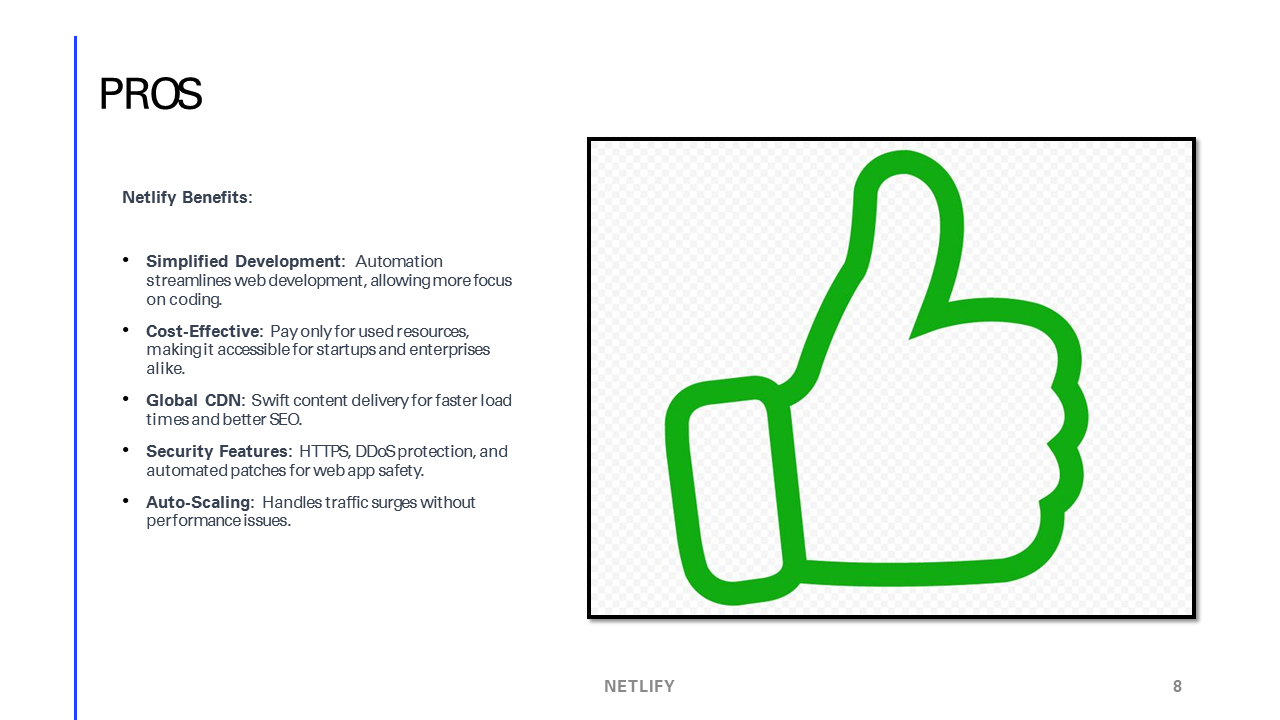 PROS
Netlify Benefits:
• Simplified Development: Automation
streamlines web development, allowing more focus
on coding.
• Cost-Effective: Pay only for used resources,
making it accessible for startups and enterprises
alike.
• Global CDN: Swift content delivery for faster load
times and better SEO.
• Security Features: HTTPS, DDoS protection, and
automated patches for web app safety.
• Auto-Scaling: Handles traffic surges without
performance issues.
NETLIFY
8